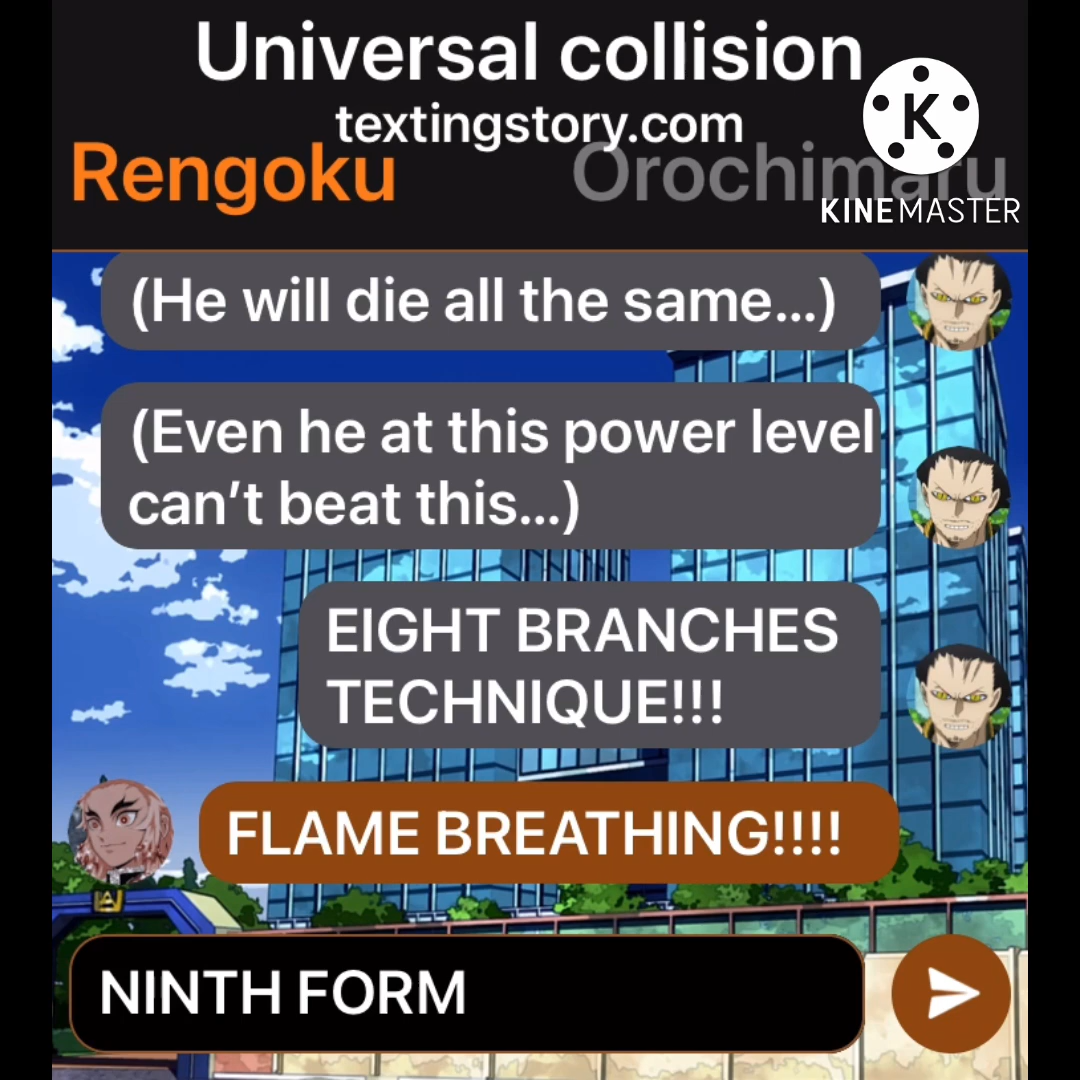 Universal collision
textingstory.com
Rengoku
Orochimaru
K
KINEMASTER
(He will die all the same...)
(Even he at this power level
can't beat this...)
EIGHT BRANCHES
TECHNIQUE!!!
FLAME BREATHING!!!!
NINTH FORM